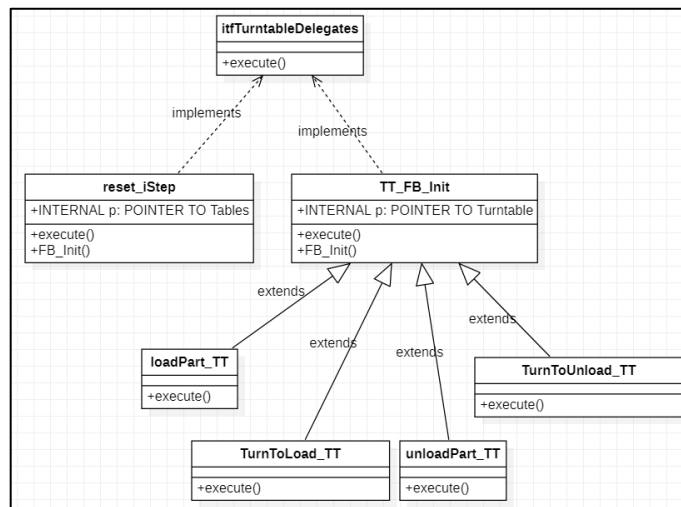 itfTurntableDelegates
+execute()
implements
implements
reset_iStep
+INTERNAL p: POINTER TO Tables
+execute()
+FB_Init()
TT_FB_Init
+INTERNAL p: POINTER TO Turntable
+execute()
+FB_Init()
extends
extends
extends
extends
loadPart_TT
+execute()
TurnToUnload_TT
+execute()
TurnToLoad_TT
+execute()
unloadPart_TT
+execute()